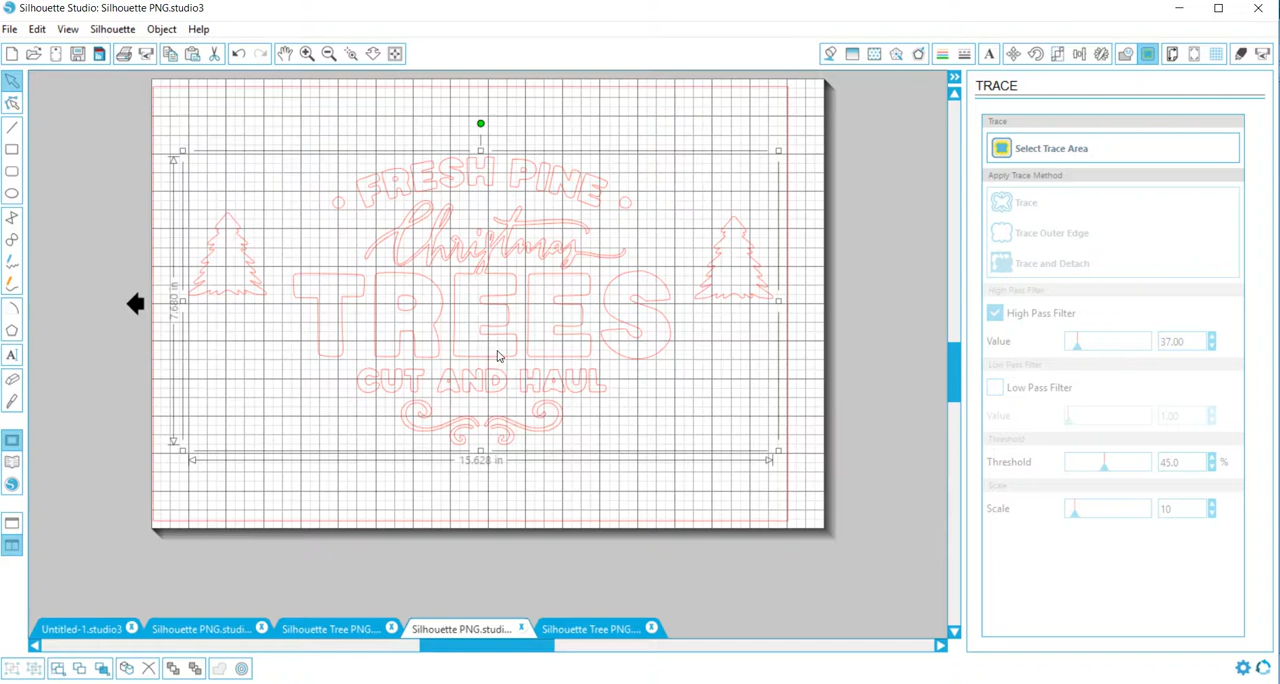 Silhouette Studio: Silhouette PNG.studio3
File Edit View Silhouette Object Help
TRACE
Trace
Select Trace Area
Apply Trace Method
Trace
Trace Outer Edge
Trace and Detach
High Pass Filter
High Pass Filter
Value 37.00
Low Pass Filter
Low Pass Filter
Value 1.00
Threshold
Threshold 45.0 %
Scale
Scale 10
FRESH PINE
Christmas
TREES
CUT AND HAUL
15.628 in
Untitled-1.studio3 Silhouette PNG.studi... Silhouette Tree PNG.... Silhouette PNG.studi... Silhouette Tree PNG....